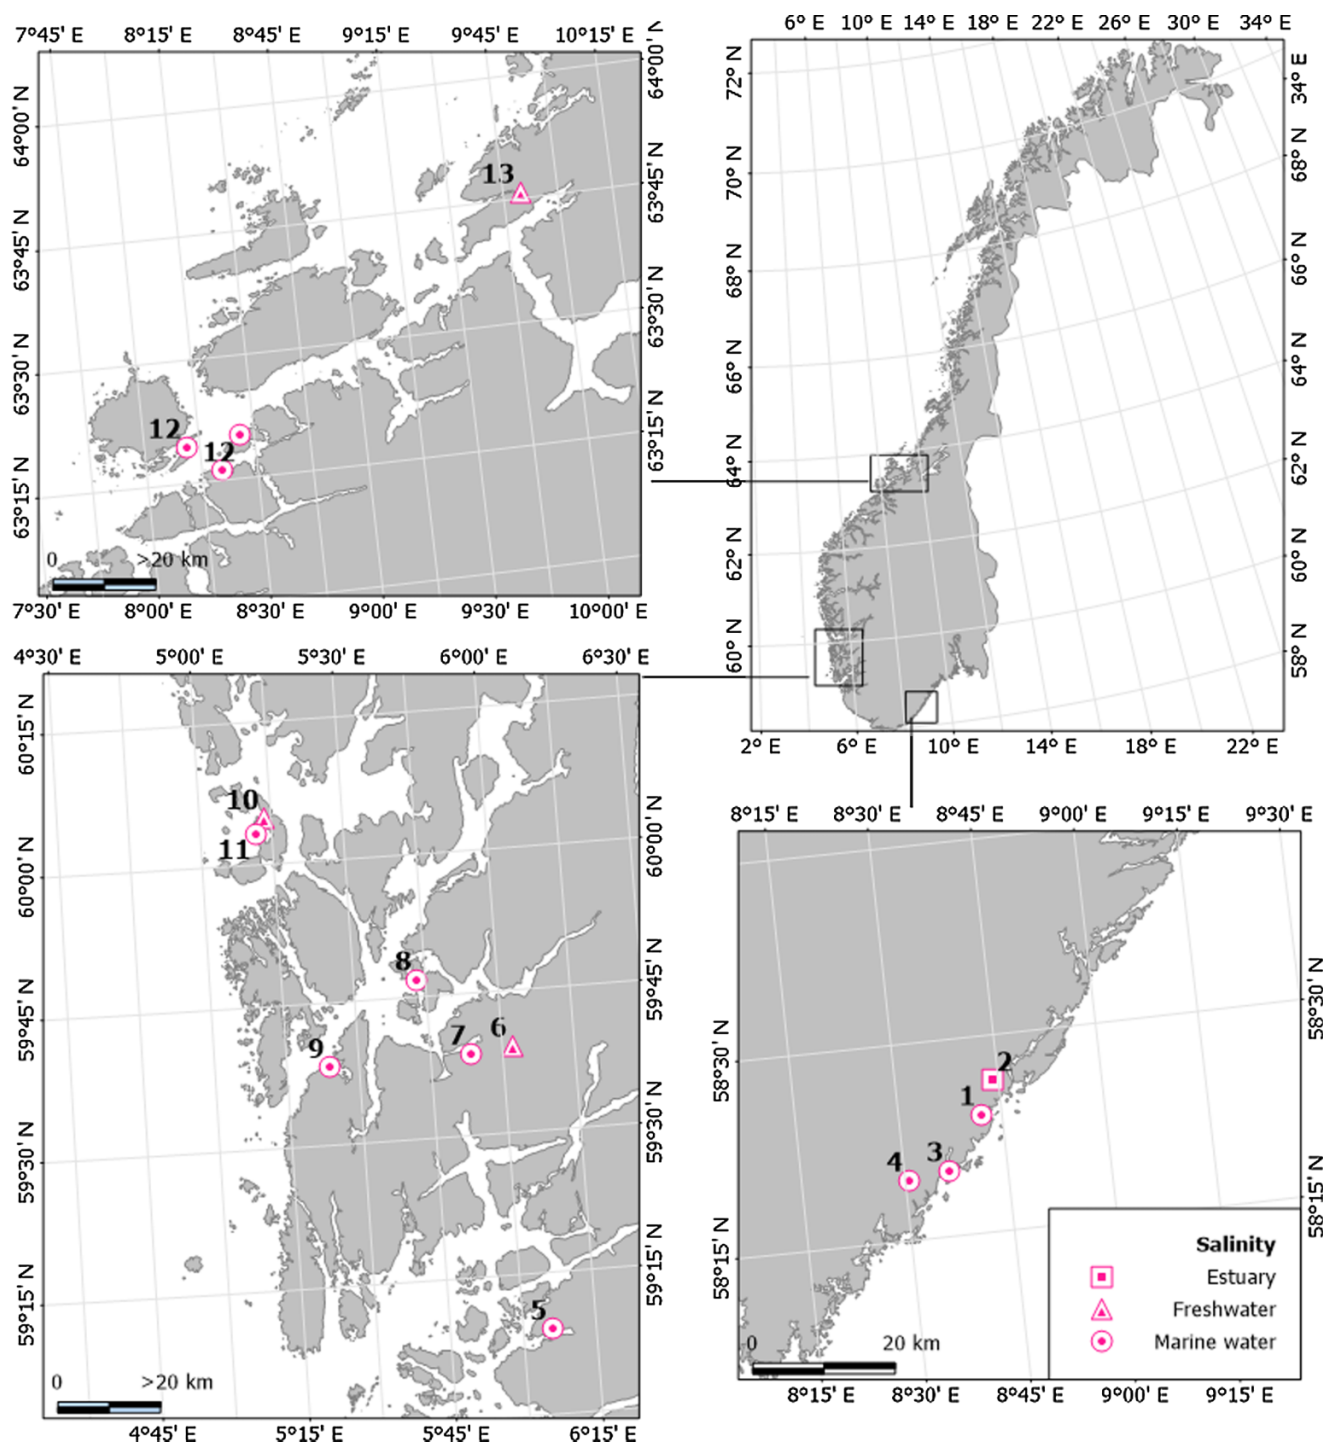 7°45' E 8°15' E 8°45' E 9°15' E 9°45' E 10°15' E
64°00' N
63°45' N
63°30' N
63°15' N
64°00' N
63°45' N
63°30' N
63°15' N
13
12
12
0 >20 km
7°30' E 8°00' E 8°30' E 9°00' E 9°30' E 10°00' E
6° E 10° E 14° E 18° E 22° E 26° E 30° E 34° E
72° N
70° N
68° N
66° N
64° N
62° N
60° N
34° E
68° N
66° N
64° N
62° N
60° N
58° N
2° E 6° E 10° E 14° E 18° E 22° E
4°30' E 5°00' E 5°30' E 6°00' E 6°30' E
60°15' N
60°00' N
59°45' N
59°30' N
59°15' N
60°00' N
59°45' N
59°30' N
59°15' N
10
11
8
9
7
6
5
0 >20 km
4°45' E 5°15' E 5°45' E 6°15' E
8°15' E 8°30' E 8°45' E 9°00' E 9°15' E 9°30' E
58°30' N
58°15' N
58°30' N
58°15' N
2
1
3
4
0 20 km
Salinity
Estuary
Freshwater
Marine water
8°15' E 8°30' E 8°45' E 9°00' E 9°15' E